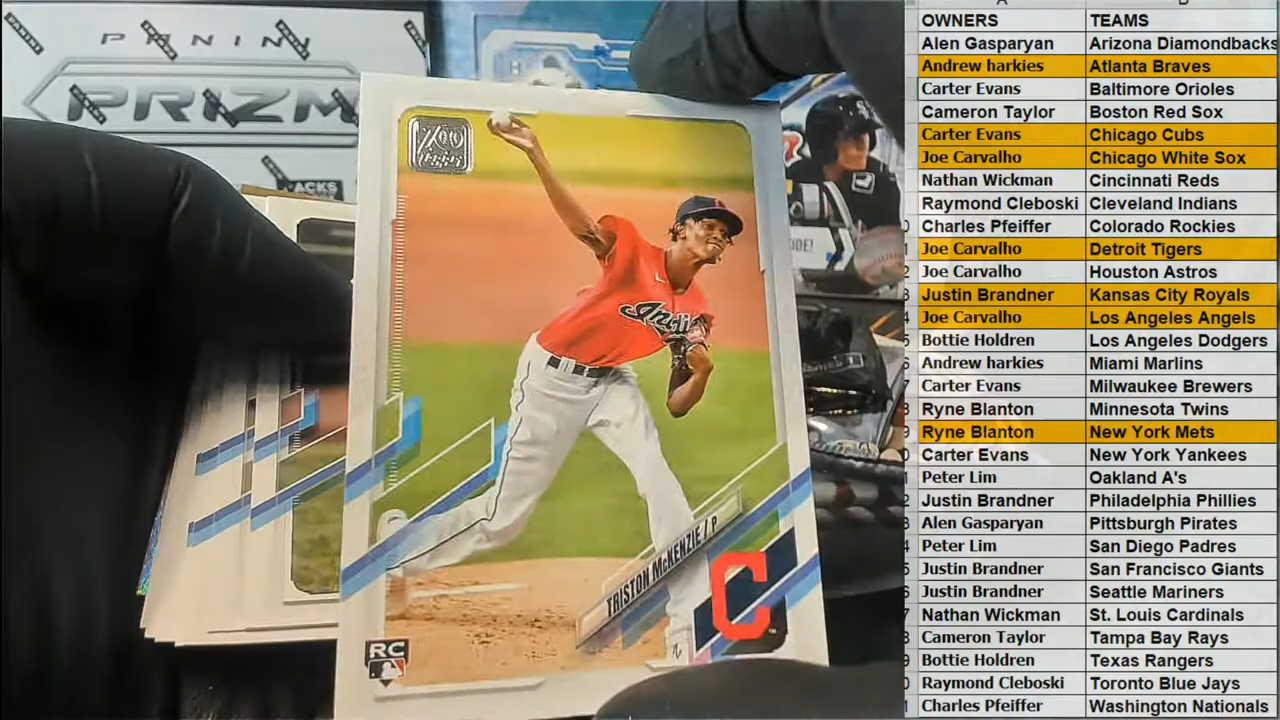 PANINI
PRIZM
PACKS
70
Topps
Indi
TRISTON McKENZIE / P
C
RC
OWNERS TEAMS
Alen Gasparyan Arizona Diamondbacks
Andrew harkies Atlanta Braves
Carter Evans Baltimore Orioles
Cameron Taylor Boston Red Sox
Carter Evans Chicago Cubs
Joe Carvalho Chicago White Sox
Nathan Wickman Cincinnati Reds
Raymond Cleboski Cleveland Indians
Charles Pfeiffer Colorado Rockies
Joe Carvalho Detroit Tigers
Joe Carvalho Houston Astros
Justin Brandner Kansas City Royals
Joe Carvalho Los Angeles Angels
Bottie Holdren Los Angeles Dodgers
Andrew harkies Miami Marlins
Carter Evans Milwaukee Brewers
Ryne Blanton Minnesota Twins
Ryne Blanton New York Mets
Carter Evans New York Yankees
Peter Lim Oakland A's
Justin Brandner Philadelphia Phillies
Alen Gasparyan Pittsburgh Pirates
Peter Lim San Diego Padres
Justin Brandner San Francisco Giants
Justin Brandner Seattle Mariners
Nathan Wickman St. Louis Cardinals
Cameron Taylor Tampa Bay Rays
Bottie Holdren Texas Rangers
Raymond Cleboski Toronto Blue Jays
Charles Pfeiffer Washington Nationals